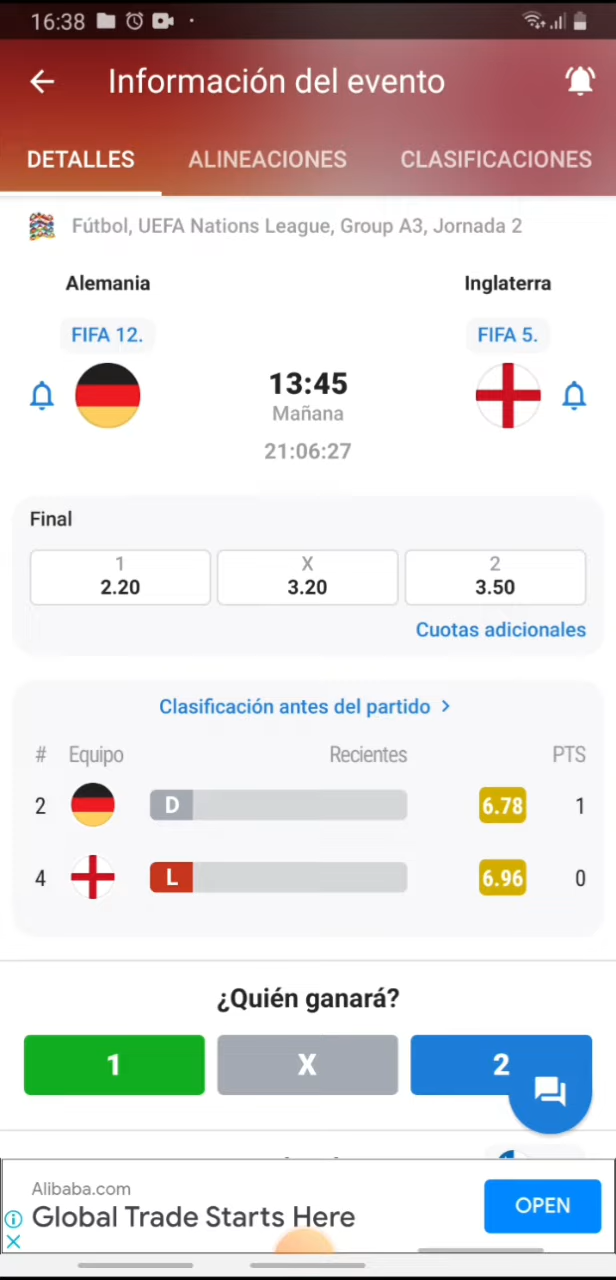 16:38
Información del evento
DETALLES ALINEACIONES CLASIFICACIONES
Fútbol, UEFA Nations League, Group A3, Jornada 2
Alemania Inglaterra
FIFA 12. FIFA 5.
13:45
Mañana
21:06:27
Final
1 X 2
2.20 3.20 3.50
Cuotas adicionales
Clasificación antes del partido >
# Equipo Recientes PTS
2 D 6.78 1
4 L 6.96 0
¿Quién ganará?
1 X 2
Alibaba.com
Global Trade Starts Here
OPEN